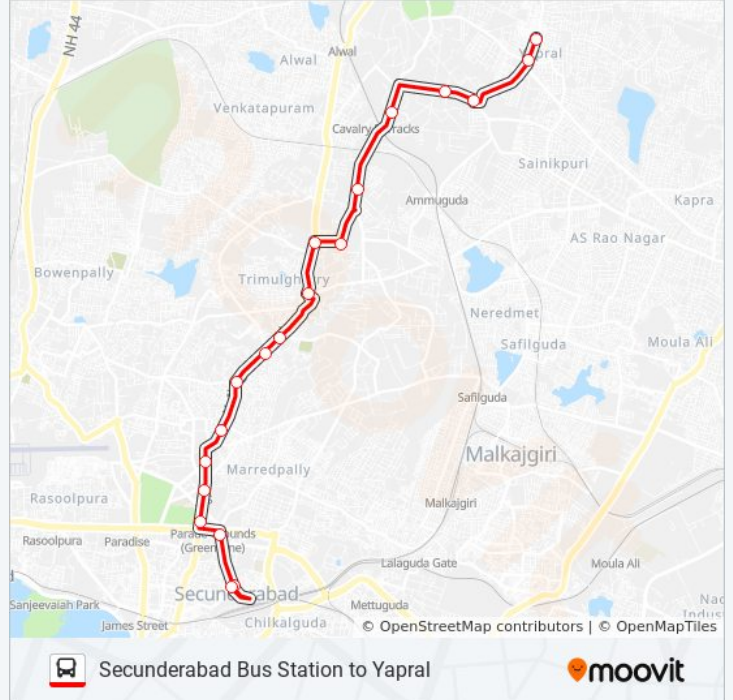 NH 44
Alwal
Alwal
Yapral
Venkatapuram
Cavalry Barracks
Sainikpuri
Ammuguda
Kapra
AS Rao Nagar
Bowenpally
Trimulgherry
Neredmet
Safilguda
Moula Ali
Safilguda
Malkajgiri
Marredpally
Rasoolpura
Malkajgiri
Rasoolpura
Paradise
Parade Grounds
(Green Line)
Lalaguda Gate
Moula Ali
Secunderabad
Sanjeevaiah Park
Mettuguda
Nac
Indus
James Street
Chilkalguda
© OpenStreetMap contributors | © OpenMapTiles
Secunderabad Bus Station to Yapral
moovit